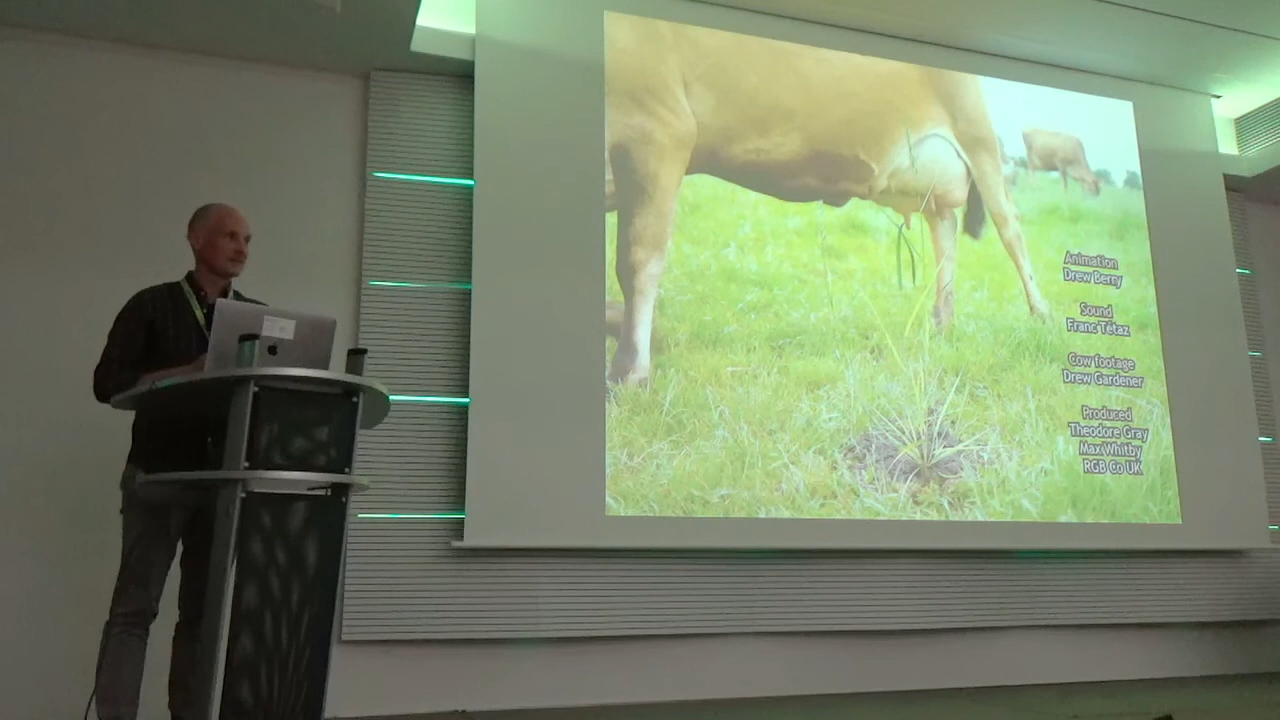 Animation
Drew Berry
Sound
Franc Tétaz
Cow footage
Drew Gardener
Produced
Theodore Gray
Max Whitby
RGB Co UK